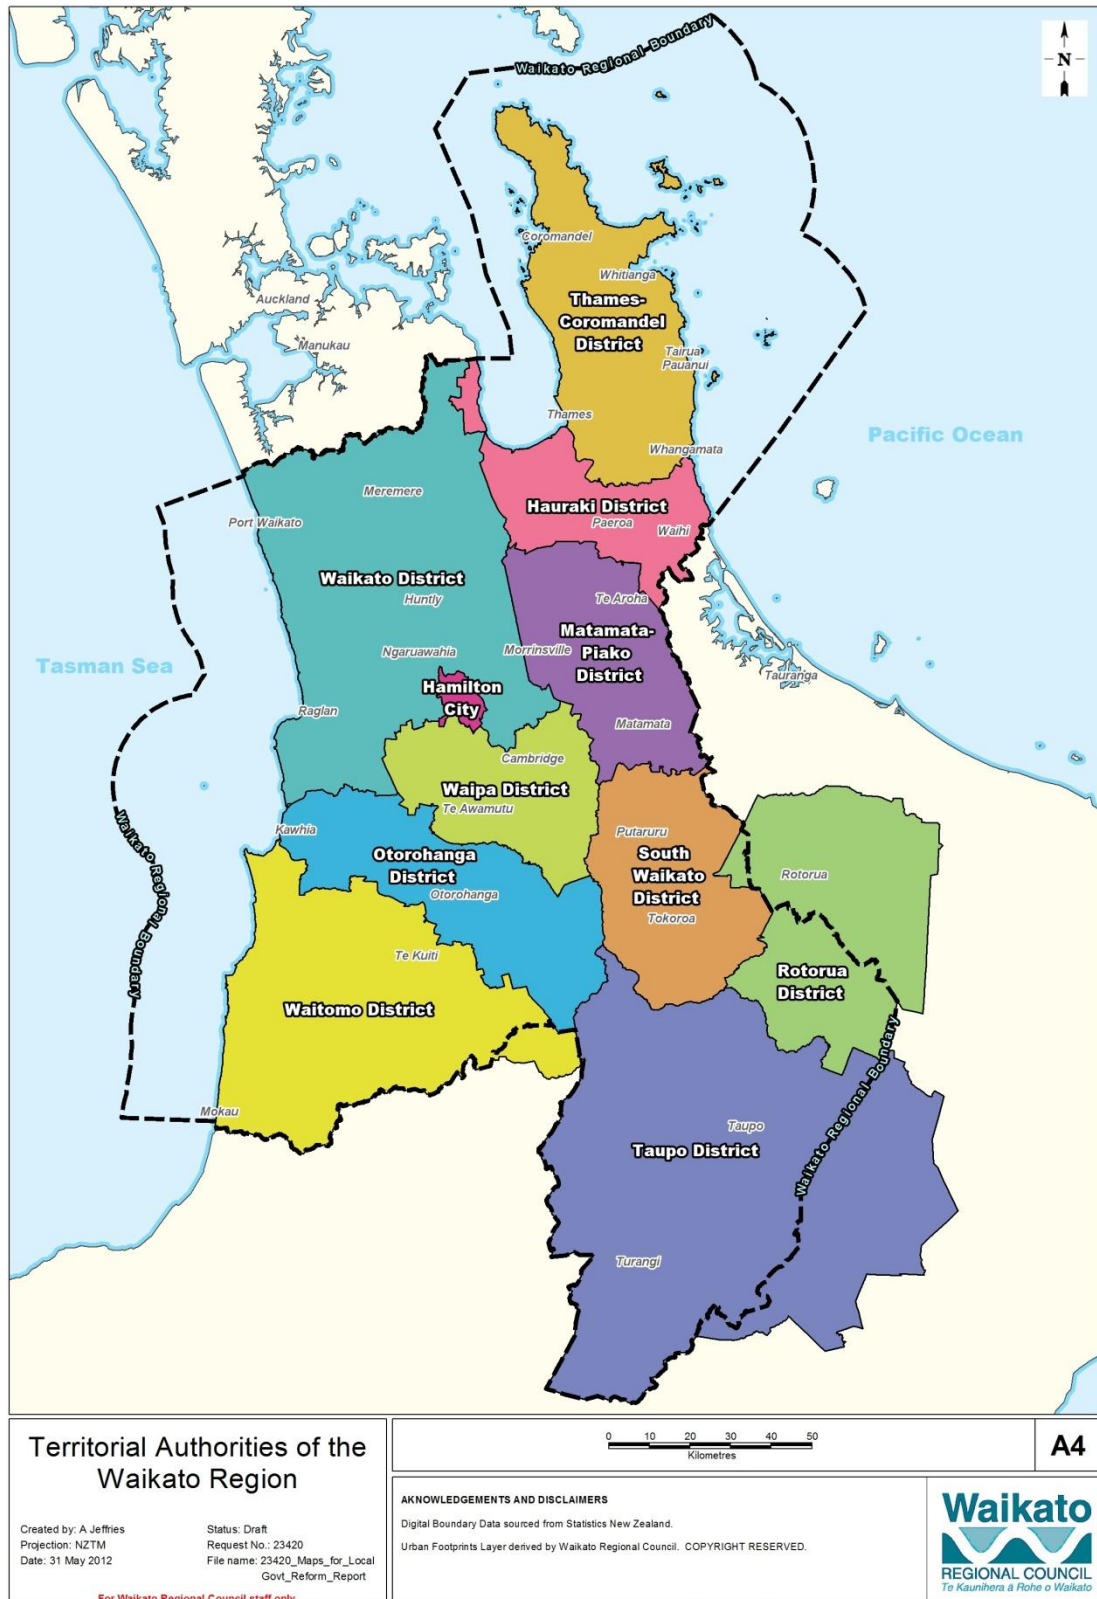 Waikato Regional Boundary
N
Coromandel
Whitianga
Auckland
Thames-
Coromandel
District
Manukau
Tairua
Pauanui
Thames
Pacific Ocean
Whangamata
Meremere
Hauraki District
Port Waikato
Paeroa
Waihi
Waikato District
Huntly
Te Aroha
Matamata-
Piako
District
Ngaruawahia
Morrinsville
Tasman Sea
Tauranga
Hamilton
City
Raglan
Matamata
Cambridge
Waipa District
Te Awamutu
Waikato Regional Boundary
Kawhia
Putaruru
Otorohanga
District
South
Waikato
District
Rotorua
Otorohanga
Tokoroa
Te Kuiti
Rotorua
District
Waitomo District
Waikato Regional Boundary
Mokau
Taupo
Taupo District
Turangi
Territorial Authorities of the
Waikato Region
Created by: A Jeffries
Projection: NZTM
Date: 31 May 2012
Status: Draft
Request No.: 23420
File name: 23420_Maps_for_Local
Govt_Reform_Report
For Waikato Regional Council staff only
0 10 20 30 40 50
Kilometres
A4
AKNOWLEDGEMENTS AND DISCLAIMERS
Digital Boundary Data sourced from Statistics New Zealand.
Urban Footprints Layer derived by Waikato Regional Council. COPYRIGHT RESERVED.
Waikato
REGIONAL COUNCIL
Te Kaunihera ā Rohe o Waikato